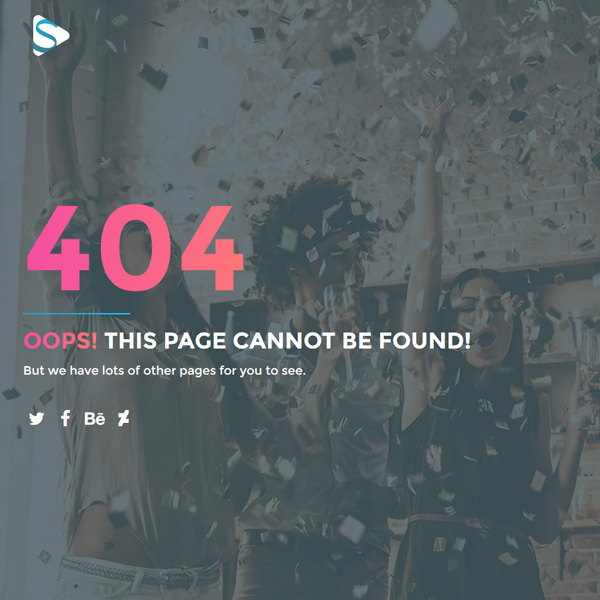 S
404
OOPS! THIS PAGE CANNOT BE FOUND!
But we have lots of other pages for you to see.
Bē